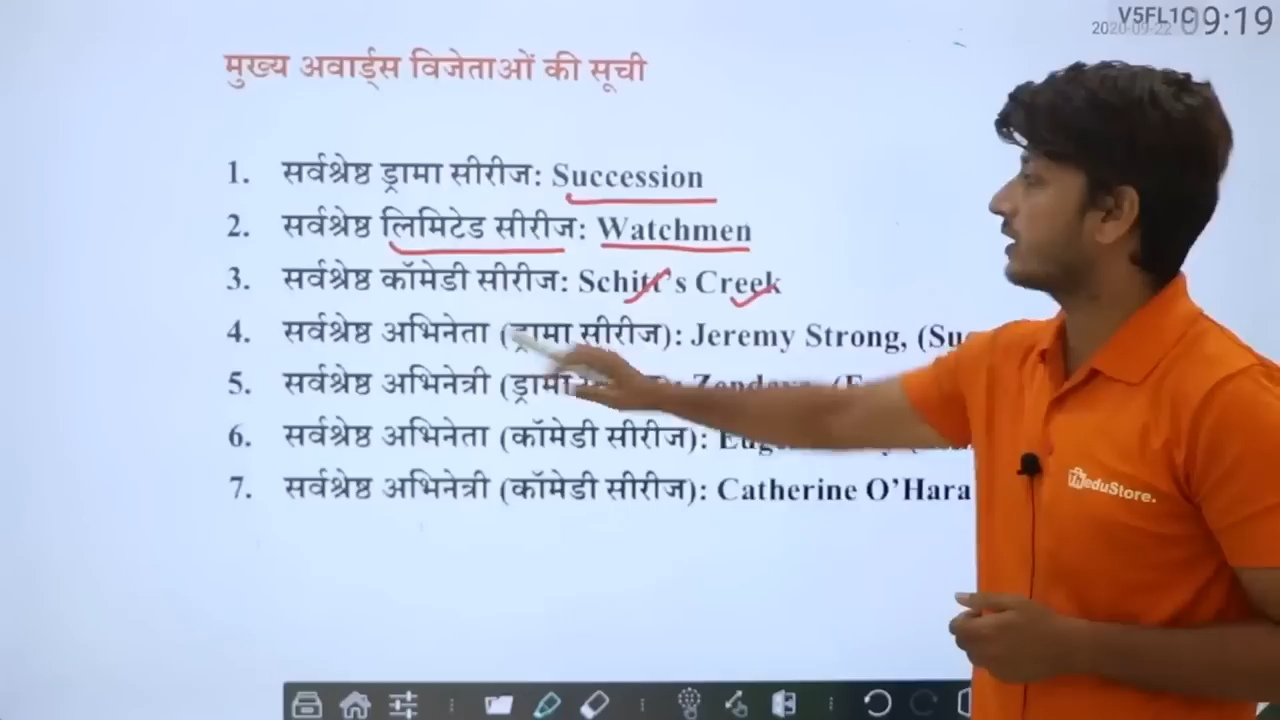 V5FL1C
2020-09-22 09:19
मुख्य अवार्ड्स विजेताओं की सूची
1. सर्वश्रेष्ठ ड्रामा सीरीज: Succession
2. सर्वश्रेष्ठ लिमिटेड सीरीज: Watchmen
3. सर्वश्रेष्ठ कॉमेडी सीरीज: Schitt's Creek
4. सर्वश्रेष्ठ अभिनेता (ड्रामा सीरीज): Jeremy Strong, (Su
5. सर्वश्रेष्ठ अभिनेत्री (ड्रामा
6. सर्वश्रेष्ठ अभिनेता (कॉमेडी सीरीज):
7. सर्वश्रेष्ठ अभिनेत्री (कॉमेडी सीरीज): Catherine O'Hara
TheduStore.